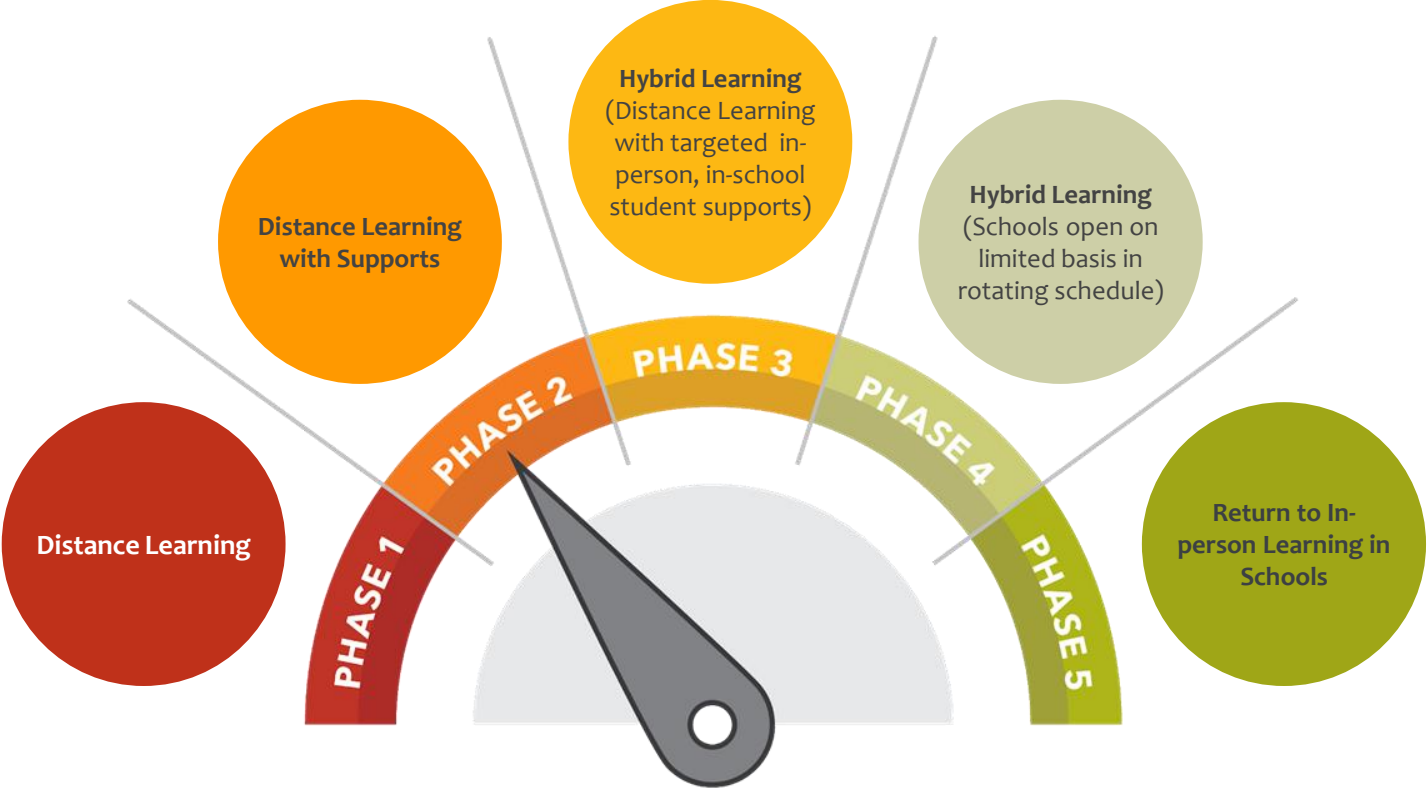 Distance Learning
PHASE 1
Distance Learning
with Supports
PHASE 2
Hybrid Learning
(Distance Learning
with targeted in-
person, in-school
student supports)
PHASE 3
Hybrid Learning
(Schools open on
limited basis in
rotating schedule)
PHASE 4
Return to In-
person Learning in
Schools
PHASE 5